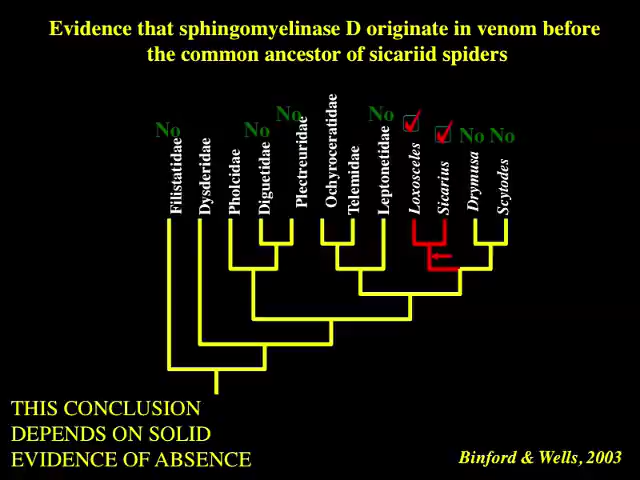 Evidence that sphingomyelinase D originate in venom before
the common ancestor of sicariid spiders
No
No
No
No
No
No
Filistatidae
Dysderidae
Pholcidae
Diguetidae
Plectreuridae
Ochyroceratidae
Telemidae
Leptonetidae
Loxosceles
Sicarius
Drymusa
Scytodes
THIS CONCLUSION
DEPENDS ON SOLID
EVIDENCE OF ABSENCE
Binford & Wells, 2003